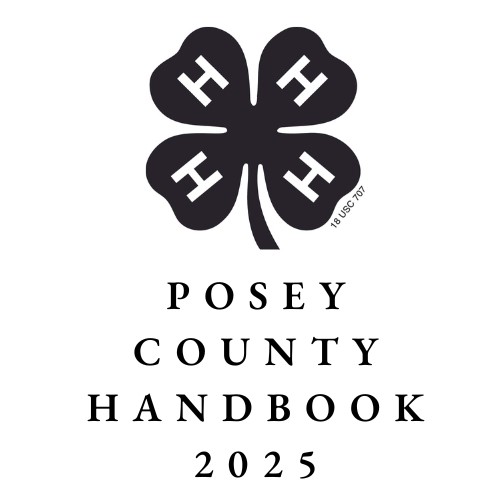 H H
H H
18 USC 707
POSEY
COUNTY
HANDBOOK
2025